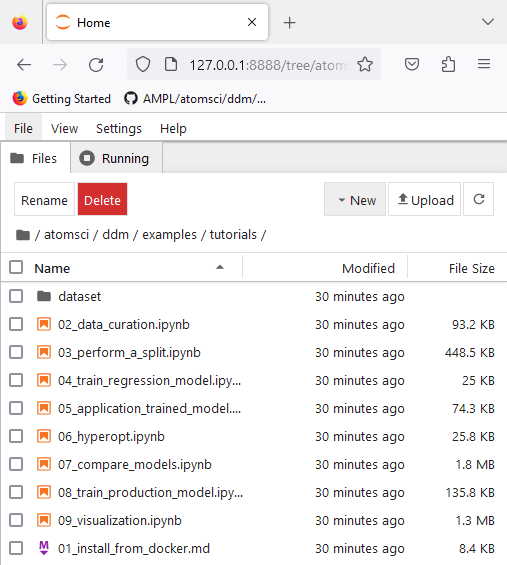 Home
127.0.0.1:8888/tree/atom
Getting Started AMPL/atomsci/ddm/...
File View Settings Help
Files Running
Rename Delete New Upload
/ atomsci / ddm / examples / tutorials /
Name Modified File Size
dataset 30 minutes ago
02_data_curation.ipynb 30 minutes ago 93.2 KB
03_perform_a_split.ipynb 30 minutes ago 448.5 KB
04_train_regression_model.ipy... 30 minutes ago 25 KB
05_application_trained_model.... 30 minutes ago 74.3 KB
06_hyperopt.ipynb 30 minutes ago 25.8 KB
07_compare_models.ipynb 30 minutes ago 1.8 MB
08_train_production_model.ipy... 30 minutes ago 135.8 KB
09_visualization.ipynb 30 minutes ago 1.3 MB
01_install_from_docker.md 30 minutes ago 8.4 KB